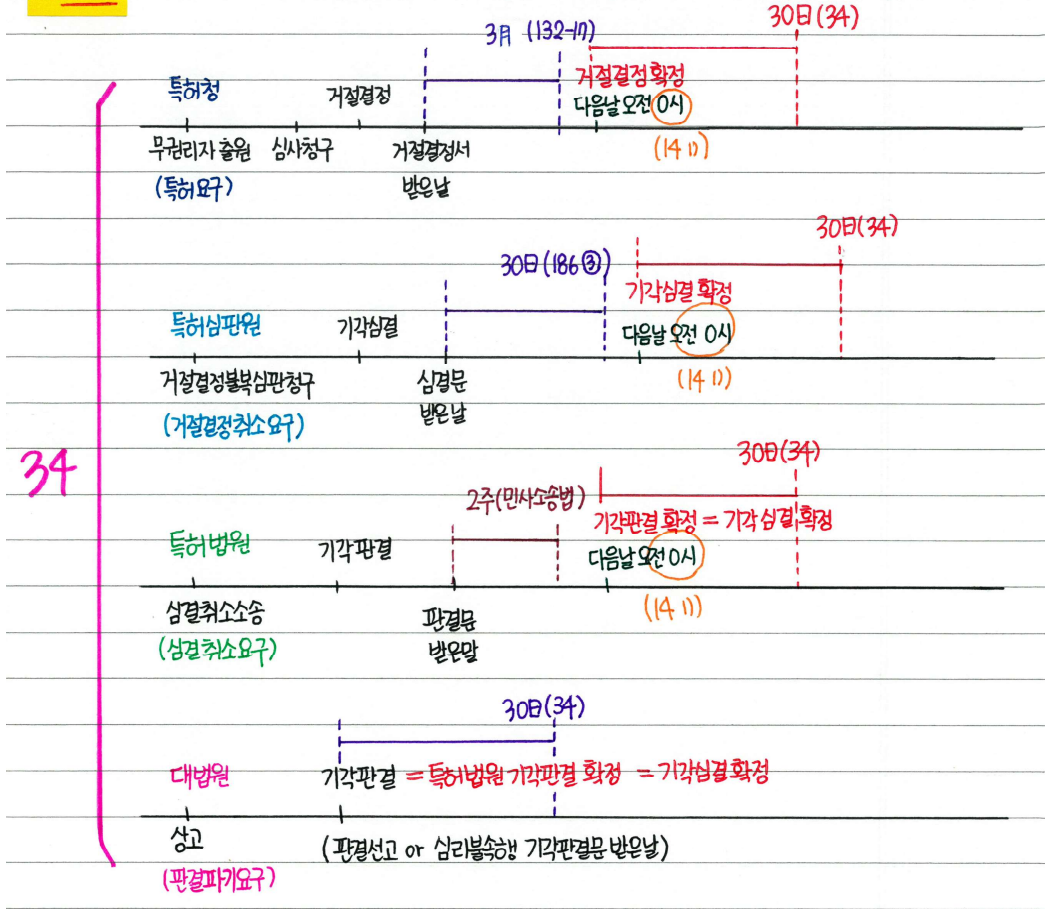 30日(34)
3月 (132-17)
거절결정확정
특허청 거절결정 다음날 오전 0시
무권리자 출원 심사청구 거절결정서 (14 1))
(특허요구) 받은날
30日(34)
30日(186③)
기각심결 확정
특허심판원 기각심결 다음날 오전 0시
거절결정불복심판청구 심결문 (14 1))
(거절결정취소요구) 받은날
34
30日(34)
2주(민사소송법)
기각판결 확정 = 기각심결 확정
특허법원 기각판결 다음날 오전 0시
심결취소소송 판결문 (14 1))
(심결취소요구) 받은날
30日(34)
대법원 기각판결 = 특허법원 기각판결 확정 = 기각심결 확정
상고 (판결선고 or 심리불속행 기각판결문 받은날)
(판결파기요구)